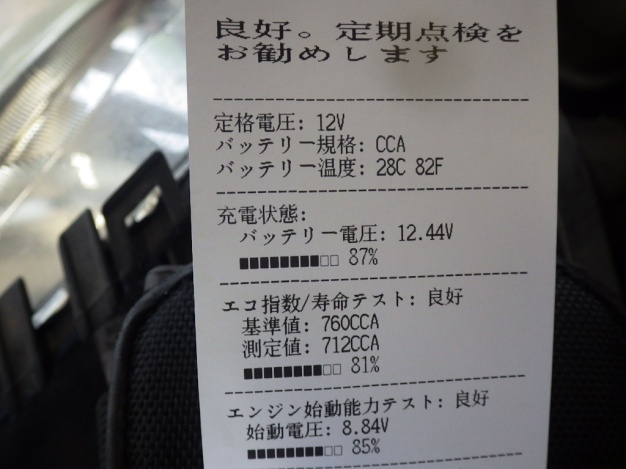 良好。定期点検を
お勧めします
定格電圧: 12V
バッテリー規格: CCA
バッテリー温度: 28C 82F
充電状態:
バッテリー電圧: 12.44V
■■■■■■■■□□ 87%
エコ指数/寿命テスト: 良好
基準値: 760CCA
測定値: 712CCA
■■■■■■■■□□ 81%
エンジン始動能力テスト: 良好
始動電圧: 8.84V
■■■■■■■■□□ 85%